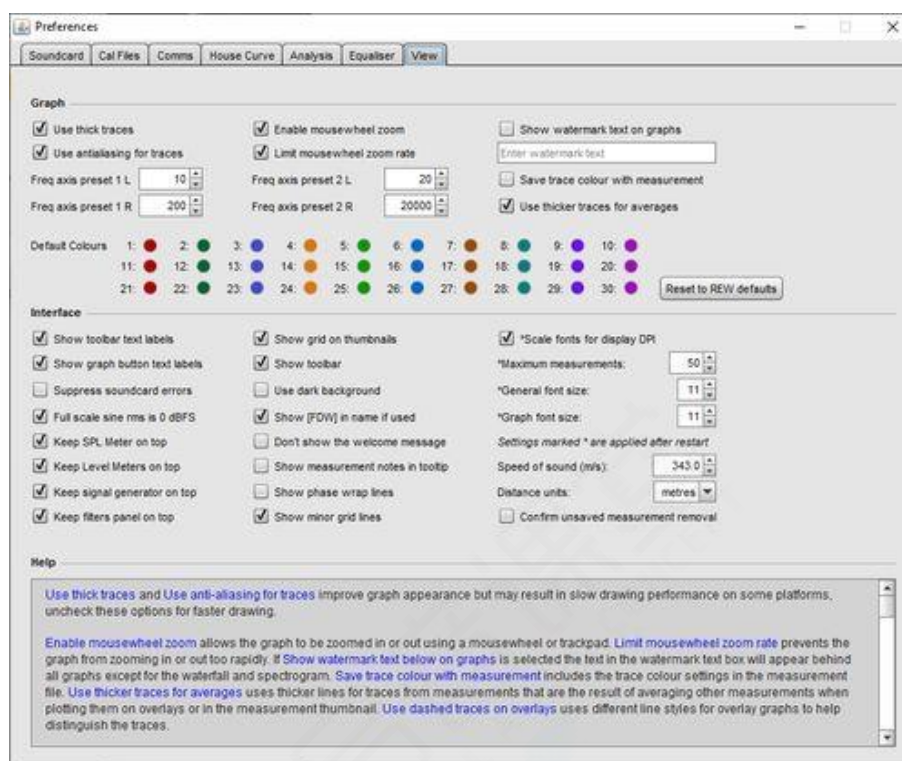 Preferences
Soundcard Cal Files Comms House Curve Analysis Equaliser View
Graph
Use thick traces Enable mousewheel zoom Show watermark text on graphs
Use antialiasing for traces Limit mousewheel zoom rate Enter watermark text
Freq axis preset 1 L 10 Freq axis preset 2 L 20 Save trace colour with measurement
Freq axis preset 1 R 200 Freq axis preset 2 R 20000 Use thicker traces for averages
Default Colours 1: 2: 3: 4: 5: 6: 7: 8: 9: 10:
11: 12: 13: 14: 15: 16: 17: 18: 19: 20:
21: 22: 23: 24: 25: 26: 27: 28: 29: 30: Reset to REW defaults
Interface
Show toolbar text labels Show grid on thumbnails *Scale fonts for display DPI
Show graph button text labels Show toolbar *Maximum measurements: 50
Suppress soundcard errors Use dark background *General font size: 11
Full scale sine rms is 0 dBFS Show [FDW] in name if used *Graph font size: 11
Keep SPL Meter on top Don't show the welcome message Settings marked * are applied after restart
Keep Level Meters on top Show measurement notes in tooltip Speed of sound (m/s): 343.0
Keep signal generator on top Show phase wrap lines Distance units: metres
Keep filters panel on top Show minor grid lines Confirm unsaved measurement removal
Help
Use thick traces and Use anti-aliasing for traces improve graph appearance but may result in slow drawing performance on some platforms,
uncheck these options for faster drawing.
Enable mousewheel zoom allows the graph to be zoomed in or out using a mousewheel or trackpad. Limit mousewheel zoom rate prevents the
graph from zooming in or out too rapidly. If Show watermark text below on graphs is selected the text in the watermark text box will appear behind
all graphs except for the waterfall and spectrogram. Save trace colour with measurement includes the trace colour settings in the measurement
file. Use thicker traces for averages uses thicker lines for traces from measurements that are the result of averaging other measurements when
plotting them on overlays or in the measurement thumbnail. Use dashed traces on overlays uses different line styles for overlay graphs to help
distinguish the traces.